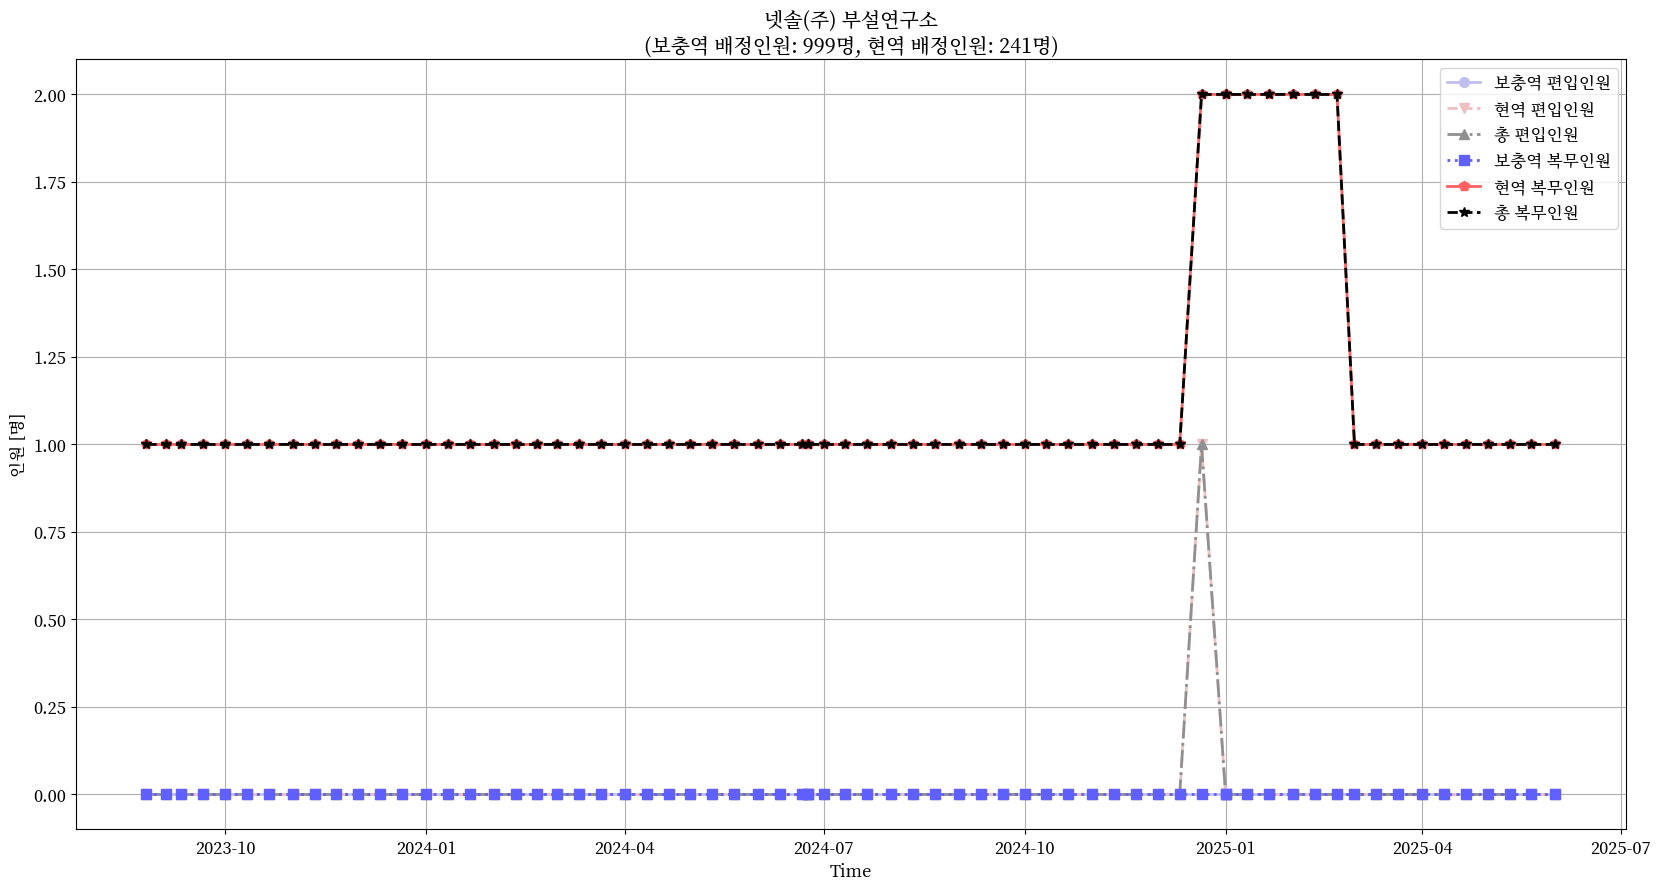 넷솔(주) 부설연구소
(보충역 배정인원: 999명, 현역 배정인원: 241명)
보충역 편입인원
현역 편입인원
총 편입인원
보충역 복무인원
현역 복무인원
총 복무인원
인원 [명]
2.00
1.75
1.50
1.25
1.00
0.75
0.50
0.25
0.00
2023-10
2024-01
2024-04
2024-07
2024-10
2025-01
2025-04
2025-07
Time